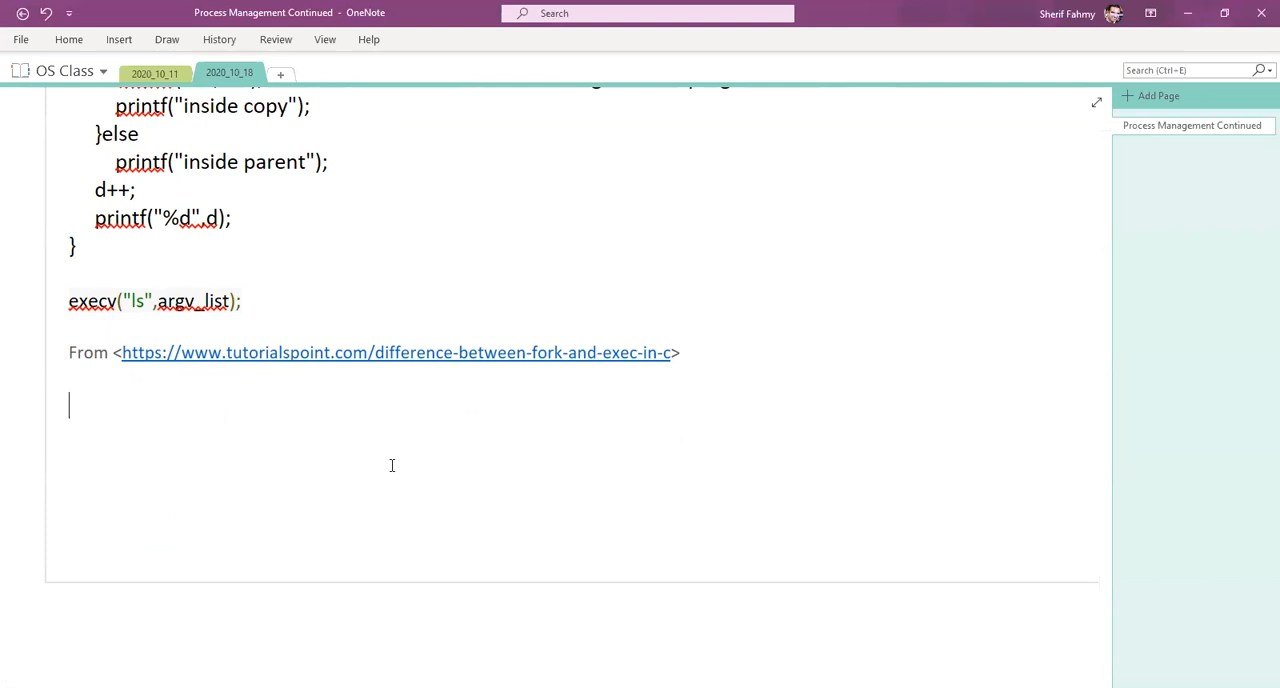 Process Management Continued - OneNote
Search
Sherif Fahmy
File Home Insert Draw History Review View Help
OS Class
2020_10_11
2020_10_18
Search (Ctrl+E)
Add Page
Process Management Continued
printf("inside copy");
}else
printf("inside parent");
d++;
printf("%d",d);
}
execv("ls",argv_list);
From <https://www.tutorialspoint.com/difference-between-fork-and-exec-in-c>